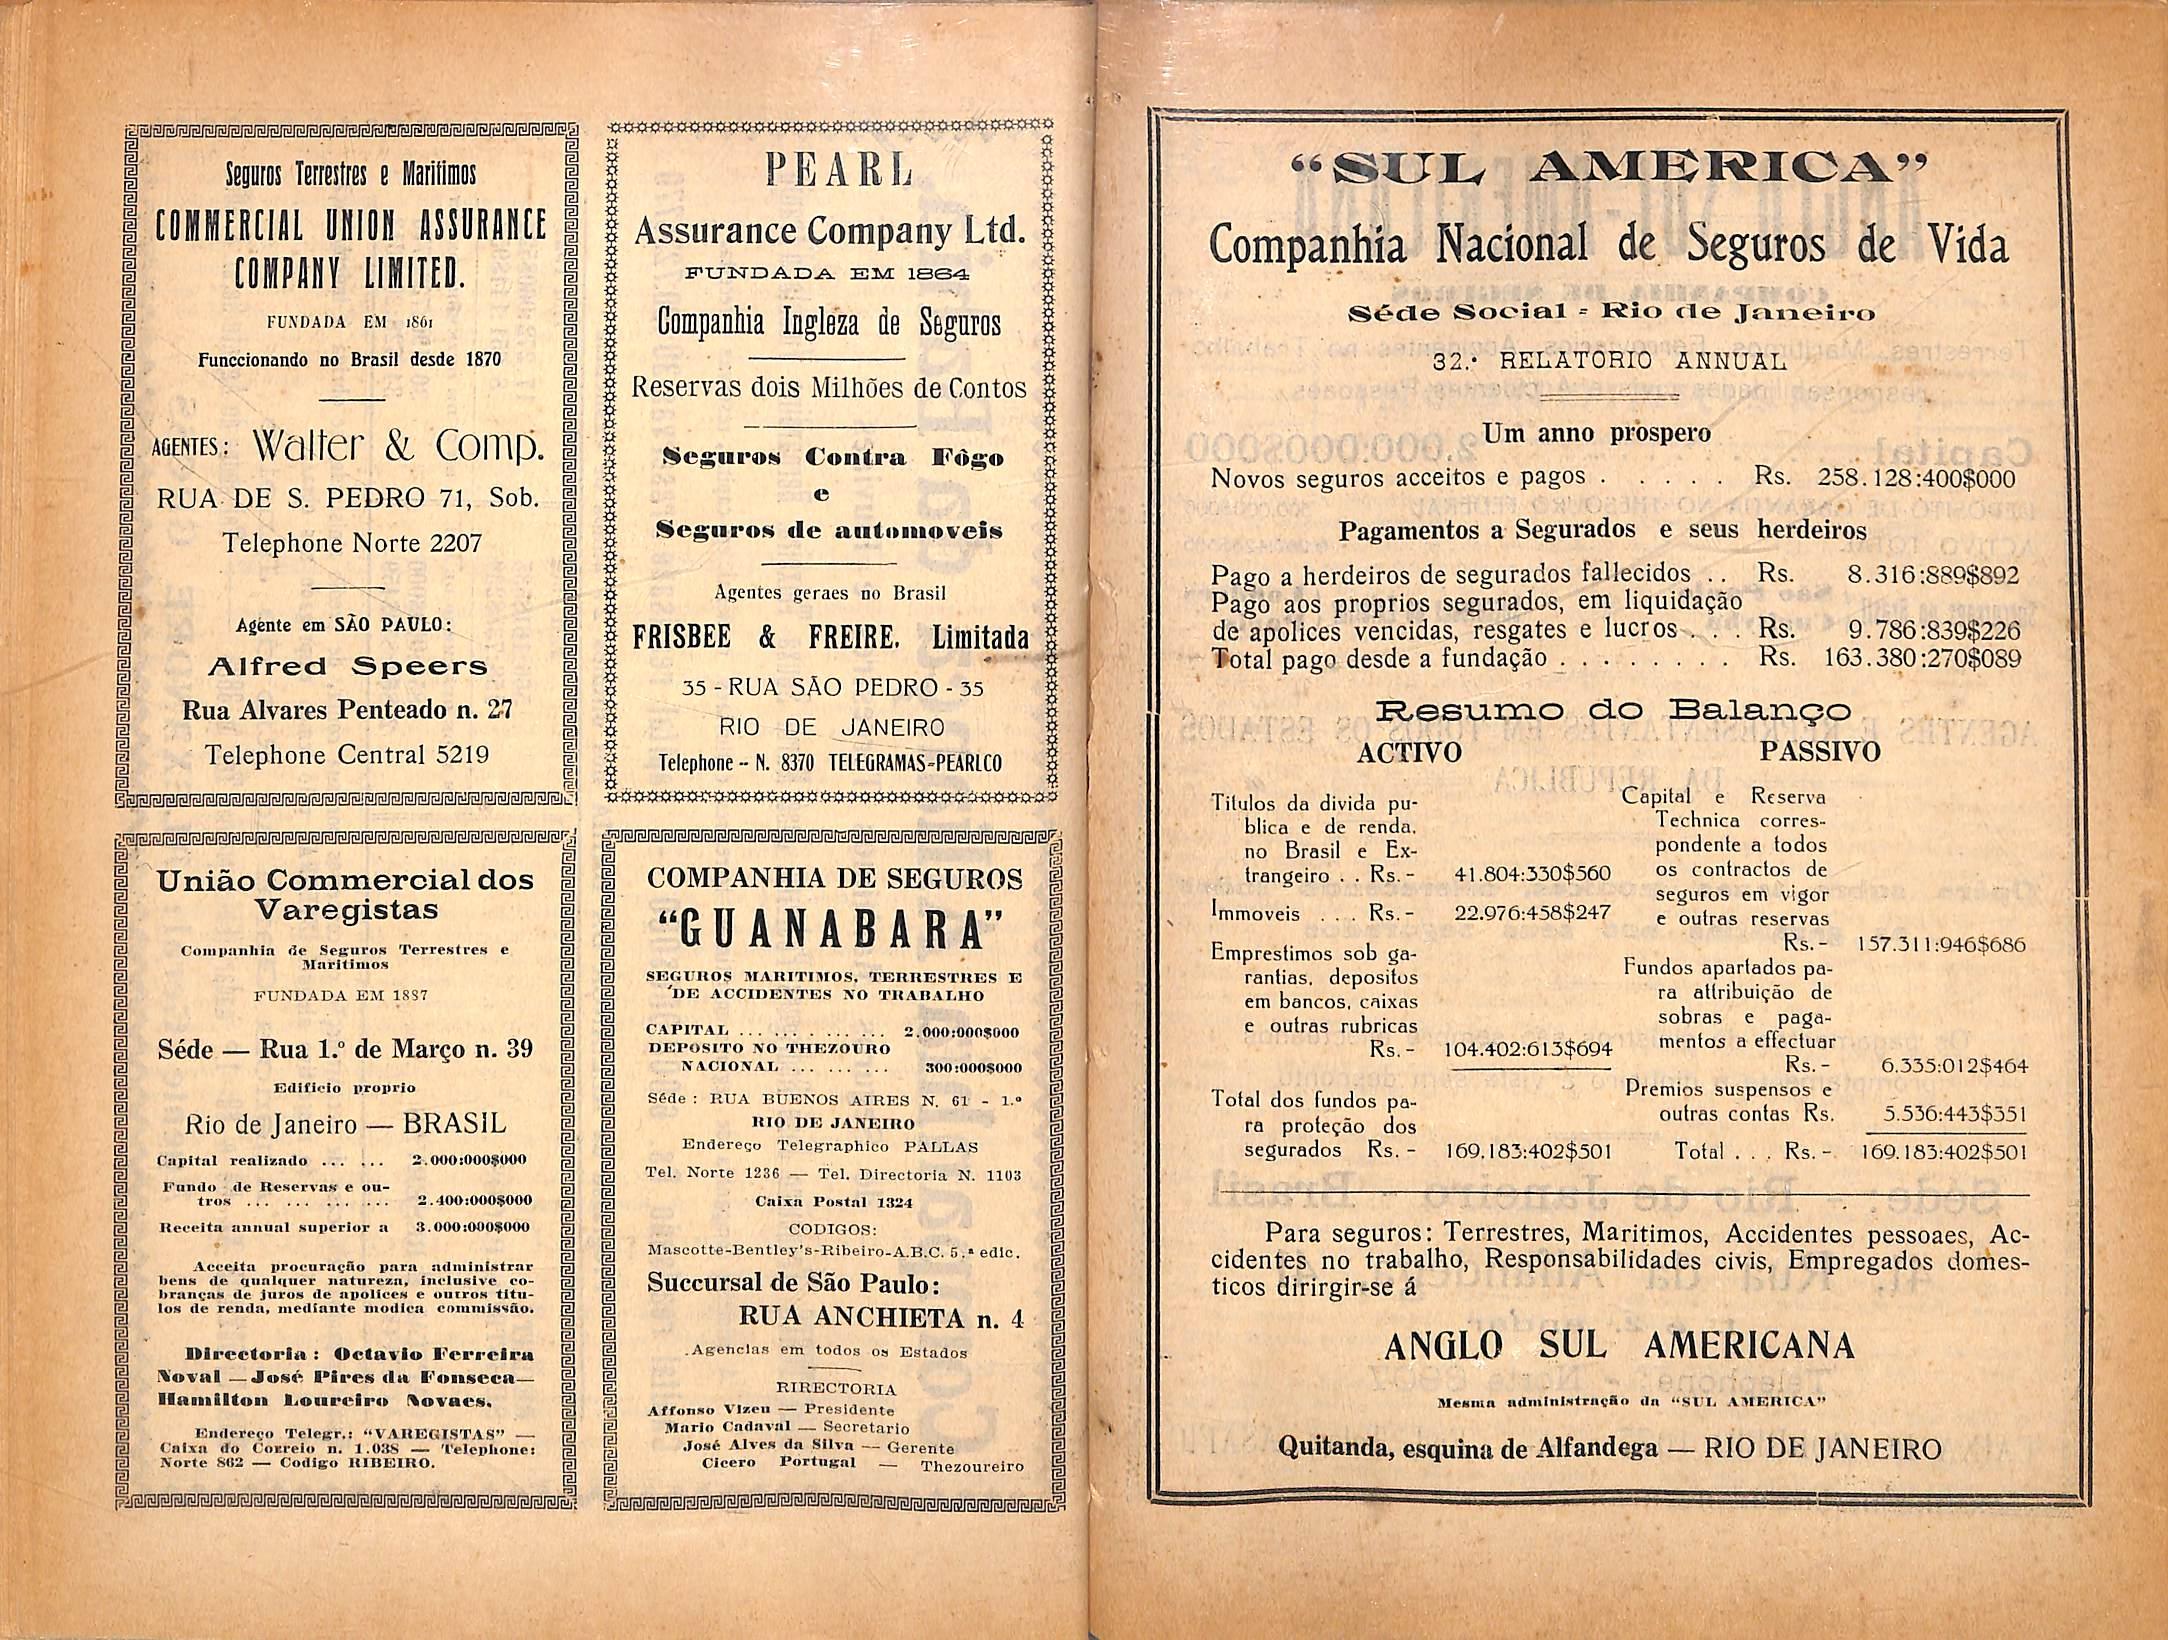 Seguros Terrestres e Maritimos
COMMERCIAL UNION ASSURANCE
COMPANY LIMITED.
FUNDADA EM 1861
Funccionando no Brasil desde 1870
AGENTES: Walter & Comp.
RUA DE S. PEDRO 71, Sob.
Telephone Norte 2207
Agente em SÃO PAULO:
Alfred Speers
Rua Alvares Penteado n. 27
Telephone Central 5219
PEARL
Assurance Company Ltd.
FUNDADA EM 1864
Companhia Ingleza de Seguros
Reservas dois Milhões de Contos
Seguros Contra Fôgo
e
Seguros de automoveis
Agentes geraes no Brasil
FRISBEE & FREIRE, Limitada
35 - RUA SÃO PEDRO - 35
RIO DE JANEIRO
Telephone -- N. 8370 TELEGRAMAS-PEARLCO
União Commercial dos
Varegistas
Companhia de Seguros Terrestres e
Maritimos
FUNDADA EM 1887
Séde — Rua 1.º de Março n. 39
Edificio proprio
Rio de Janeiro — BRASIL
Capital realizado ... ... 2.000:000$000
Fundo de Reservas e ou-
tros ... ... ... ... 2.400:000$000
Receita annual superior a 3.000:000$000
Acceita procuração para administrar
bens de qualquer natureza, inclusive co-
branças de juros de apolices e outros titu-
los de renda, mediante modica commissão.
Directoria: Octavio Ferreira
Noval — José Pires da Fonseca—
Hamilton Loureiro Novaes.
Endereço Telegr.: “VAREGISTAS” —
Caixa do Correio n. 1.038 — Telephone:
Norte 862 — Codigo RIBEIRO.
COMPANHIA DE SEGUROS
“GUANABARA”
SEGUROS MARITIMOS, TERRESTRES E
DE ACCIDENTES NO TRABALHO
CAPITAL ... ... . ... ... 2.000:000$000
DEPOSITO NO THEZOURO
NACIONAL ... ... ... 300:000$000
Séde : RUA BUENOS AIRES N. 61 - 1.º
RIO DE JANEIRO
Endereço Telegraphico PALLAS
Tel. Norte 1236 — Tel. Directoria N. 1103
Caixa Postal 1324
CODIGOS:
Mascotte-Bentley's-Ribeiro-A.B.C. 5.ª edic.
Succursal de São Paulo:
RUA ANCHIETA n. 4
Agencias em todos os Estados
RIRECTORIA
Affonso Vizeu — Presidente
Mario Cadaval — Secretario
José Alves da Silva — Gerente
Cicero Portugal — Thezoureiro
“SUL AMERICA”
Companhia Nacional de Seguros de Vida
Séde Social = Rio de Janeiro
32.º RELATORIO ANNUAL
Um anno prospero
Novos seguros acceitos e pagos . . . . . Rs. 258.128:400$000
Pagamentos a Segurados e seus herdeiros
Pago a herdeiros de segurados fallecidos .. Rs. 8.316:889$892
Pago aos proprios segurados, em liquidação
de apolices vencidas, resgates e lucros . . . Rs. 9.786:839$226
Total pago desde a fundação . . . . . . . . Rs. 163.380:270$089
Resumo do Balanço
ACTIVO
Titulos da divida pu-
blica e de renda,
no Brasil e Ex-
trangeiro . . Rs.- 41.804:330$560
Immoveis . . . Rs.- 22.976:458$247
Emprestimos sob ga-
rantias, depositos
em bancos, caixas
e outras rubricas
Rs.- 104.402:613$694
Total dos fundos pa-
ra proteção dos
segurados Rs. - 169.183:402$501
PASSIVO
Capital e Reserva
Technica corres-
pondente a todos
os contractos de
seguros em vigor
e outras reservas
Rs.- 157.311:946$686
Fundos apartados pa-
ra attribuição de
sobras e paga-
mentos a effectuar
Rs.- 6.335:012$464
Premios suspensos e
outras contas Rs. 5.536:443$351
Total . . . Rs.- 169.183:402$501
Para seguros: Terrestres, Maritimos, Accidentes pessoaes, Ac-
cidentes no trabalho, Responsabilidades civis, Empregados domes-
ticos dirirgir-se á
ANGLO SUL AMERICANA
Mesma administração da “SUL AMERICA”
Quitanda, esquina de Alfandega — RIO DE JANEIRO